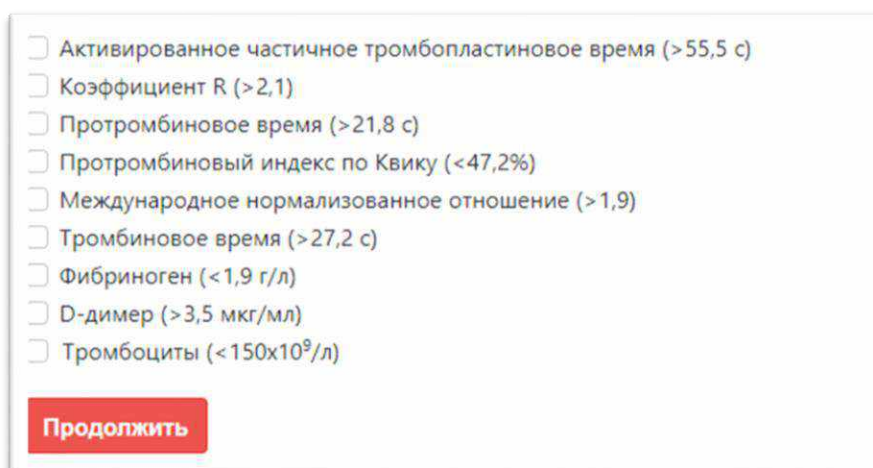 Активированное частичное тромбопластиновое время (>55,5 с)
Коэффициент R (>2,1)
Протромбиновое время (>21,8 с)
Протромбиновый индекс по Квику (<47,2%)
Международное нормализованное отношение (>1,9)
Тромбиновое время (>27,2 с)
Фибриноген (<1,9 г/л)
D-димер (>3,5 мкг/мл)
Тромбоциты (<150x10⁹/л)
Продолжить